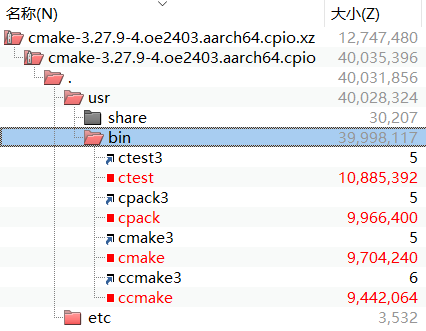 名称(N) 大小(Z)
cmake-3.27.9-4.oe2403.aarch64.cpio.xz 12,747,480
cmake-3.27.9-4.oe2403.aarch64.cpio 40,035,396
. 40,031,856
usr 40,028,324
share 30,207
bin 39,998,117
ctest3 5
ctest 10,885,392
cpack3 5
cpack 9,966,400
cmake3 5
cmake 9,704,240
ccmake3 6
ccmake 9,442,064
etc 3,532